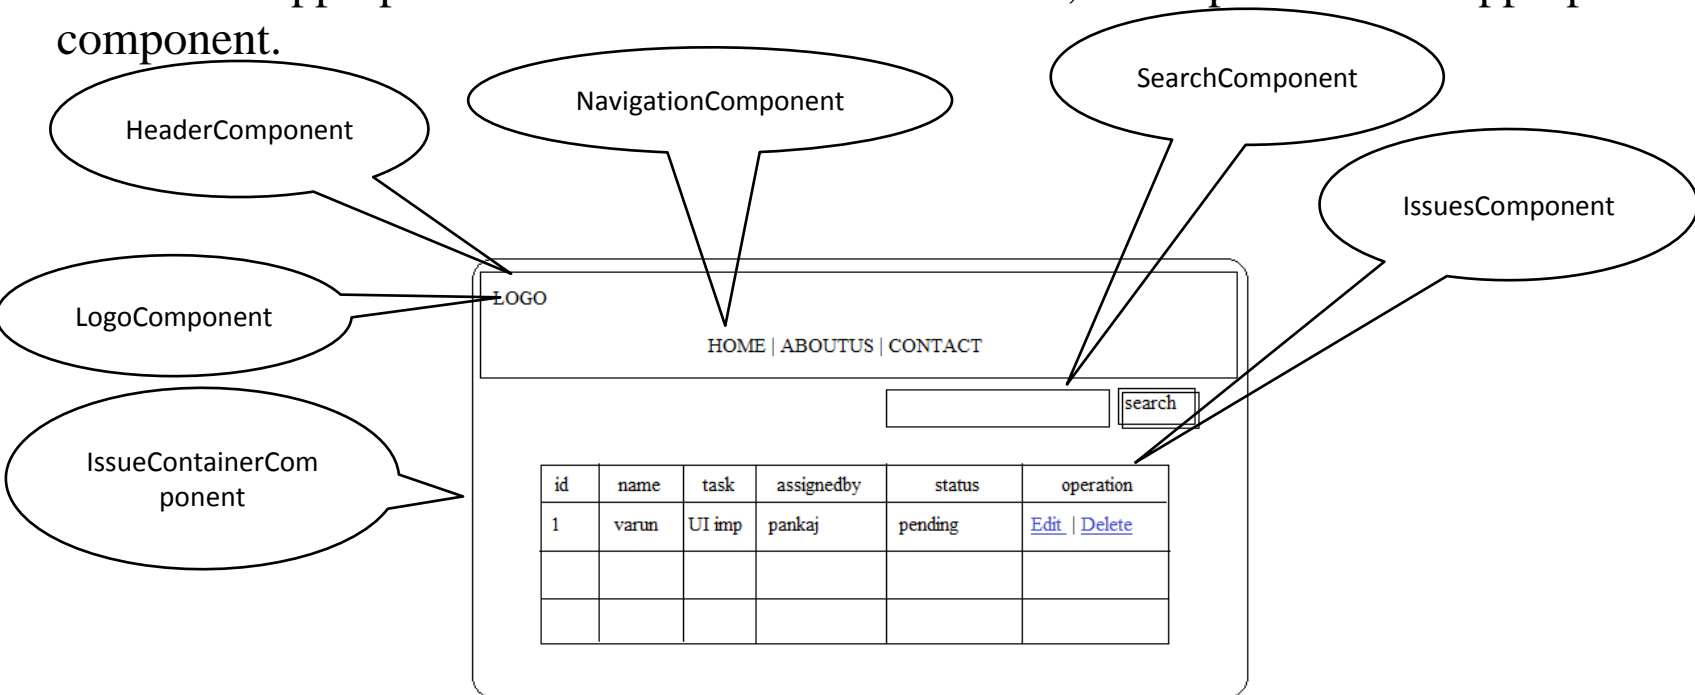 component.
NavigationComponent
SearchComponent
HeaderComponent
IssuesComponent
LogoComponent
LOGO
HOME | ABOUTUS | CONTACT
search
IssueContainerCom
ponent
id name task assignedby status operation
1 varun UI imp pankaj pending Edit | Delete